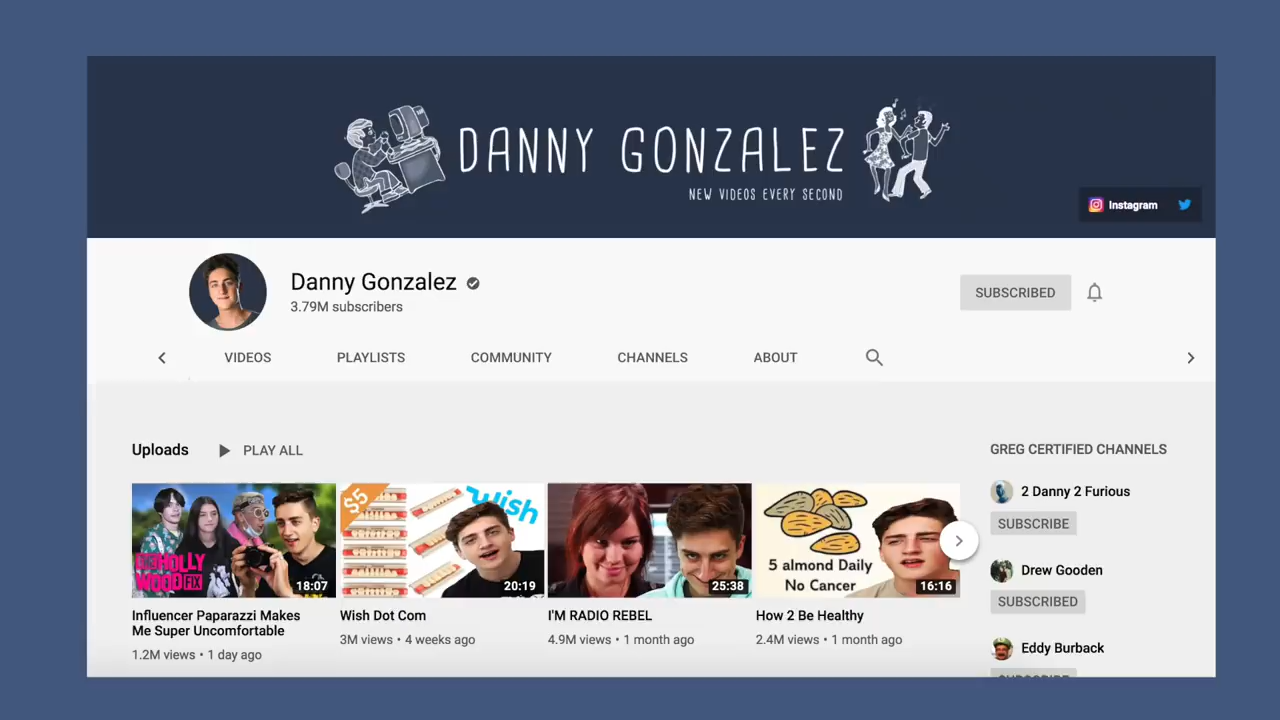 DANNY GONZALEZ
NEW VIDEOS EVERY SECOND
Instagram
Danny Gonzalez
3.79M subscribers
SUBSCRIBED
VIDEOS
PLAYLISTS
COMMUNITY
CHANNELS
ABOUT
Uploads
PLAY ALL
HOLLY
WOOD FIX
18:07
Influencer Paparazzi Makes
Me Super Uncomfortable
1.2M views • 1 day ago
$5
wish
20:19
Wish Dot Com
3M views • 4 weeks ago
25:38
I'M RADIO REBEL
4.9M views • 1 month ago
5 almond Daily
No Cancer
16:16
How 2 Be Healthy
2.4M views • 1 month ago
GREG CERTIFIED CHANNELS
2 Danny 2 Furious
SUBSCRIBE
Drew Gooden
SUBSCRIBED
Eddy Burback